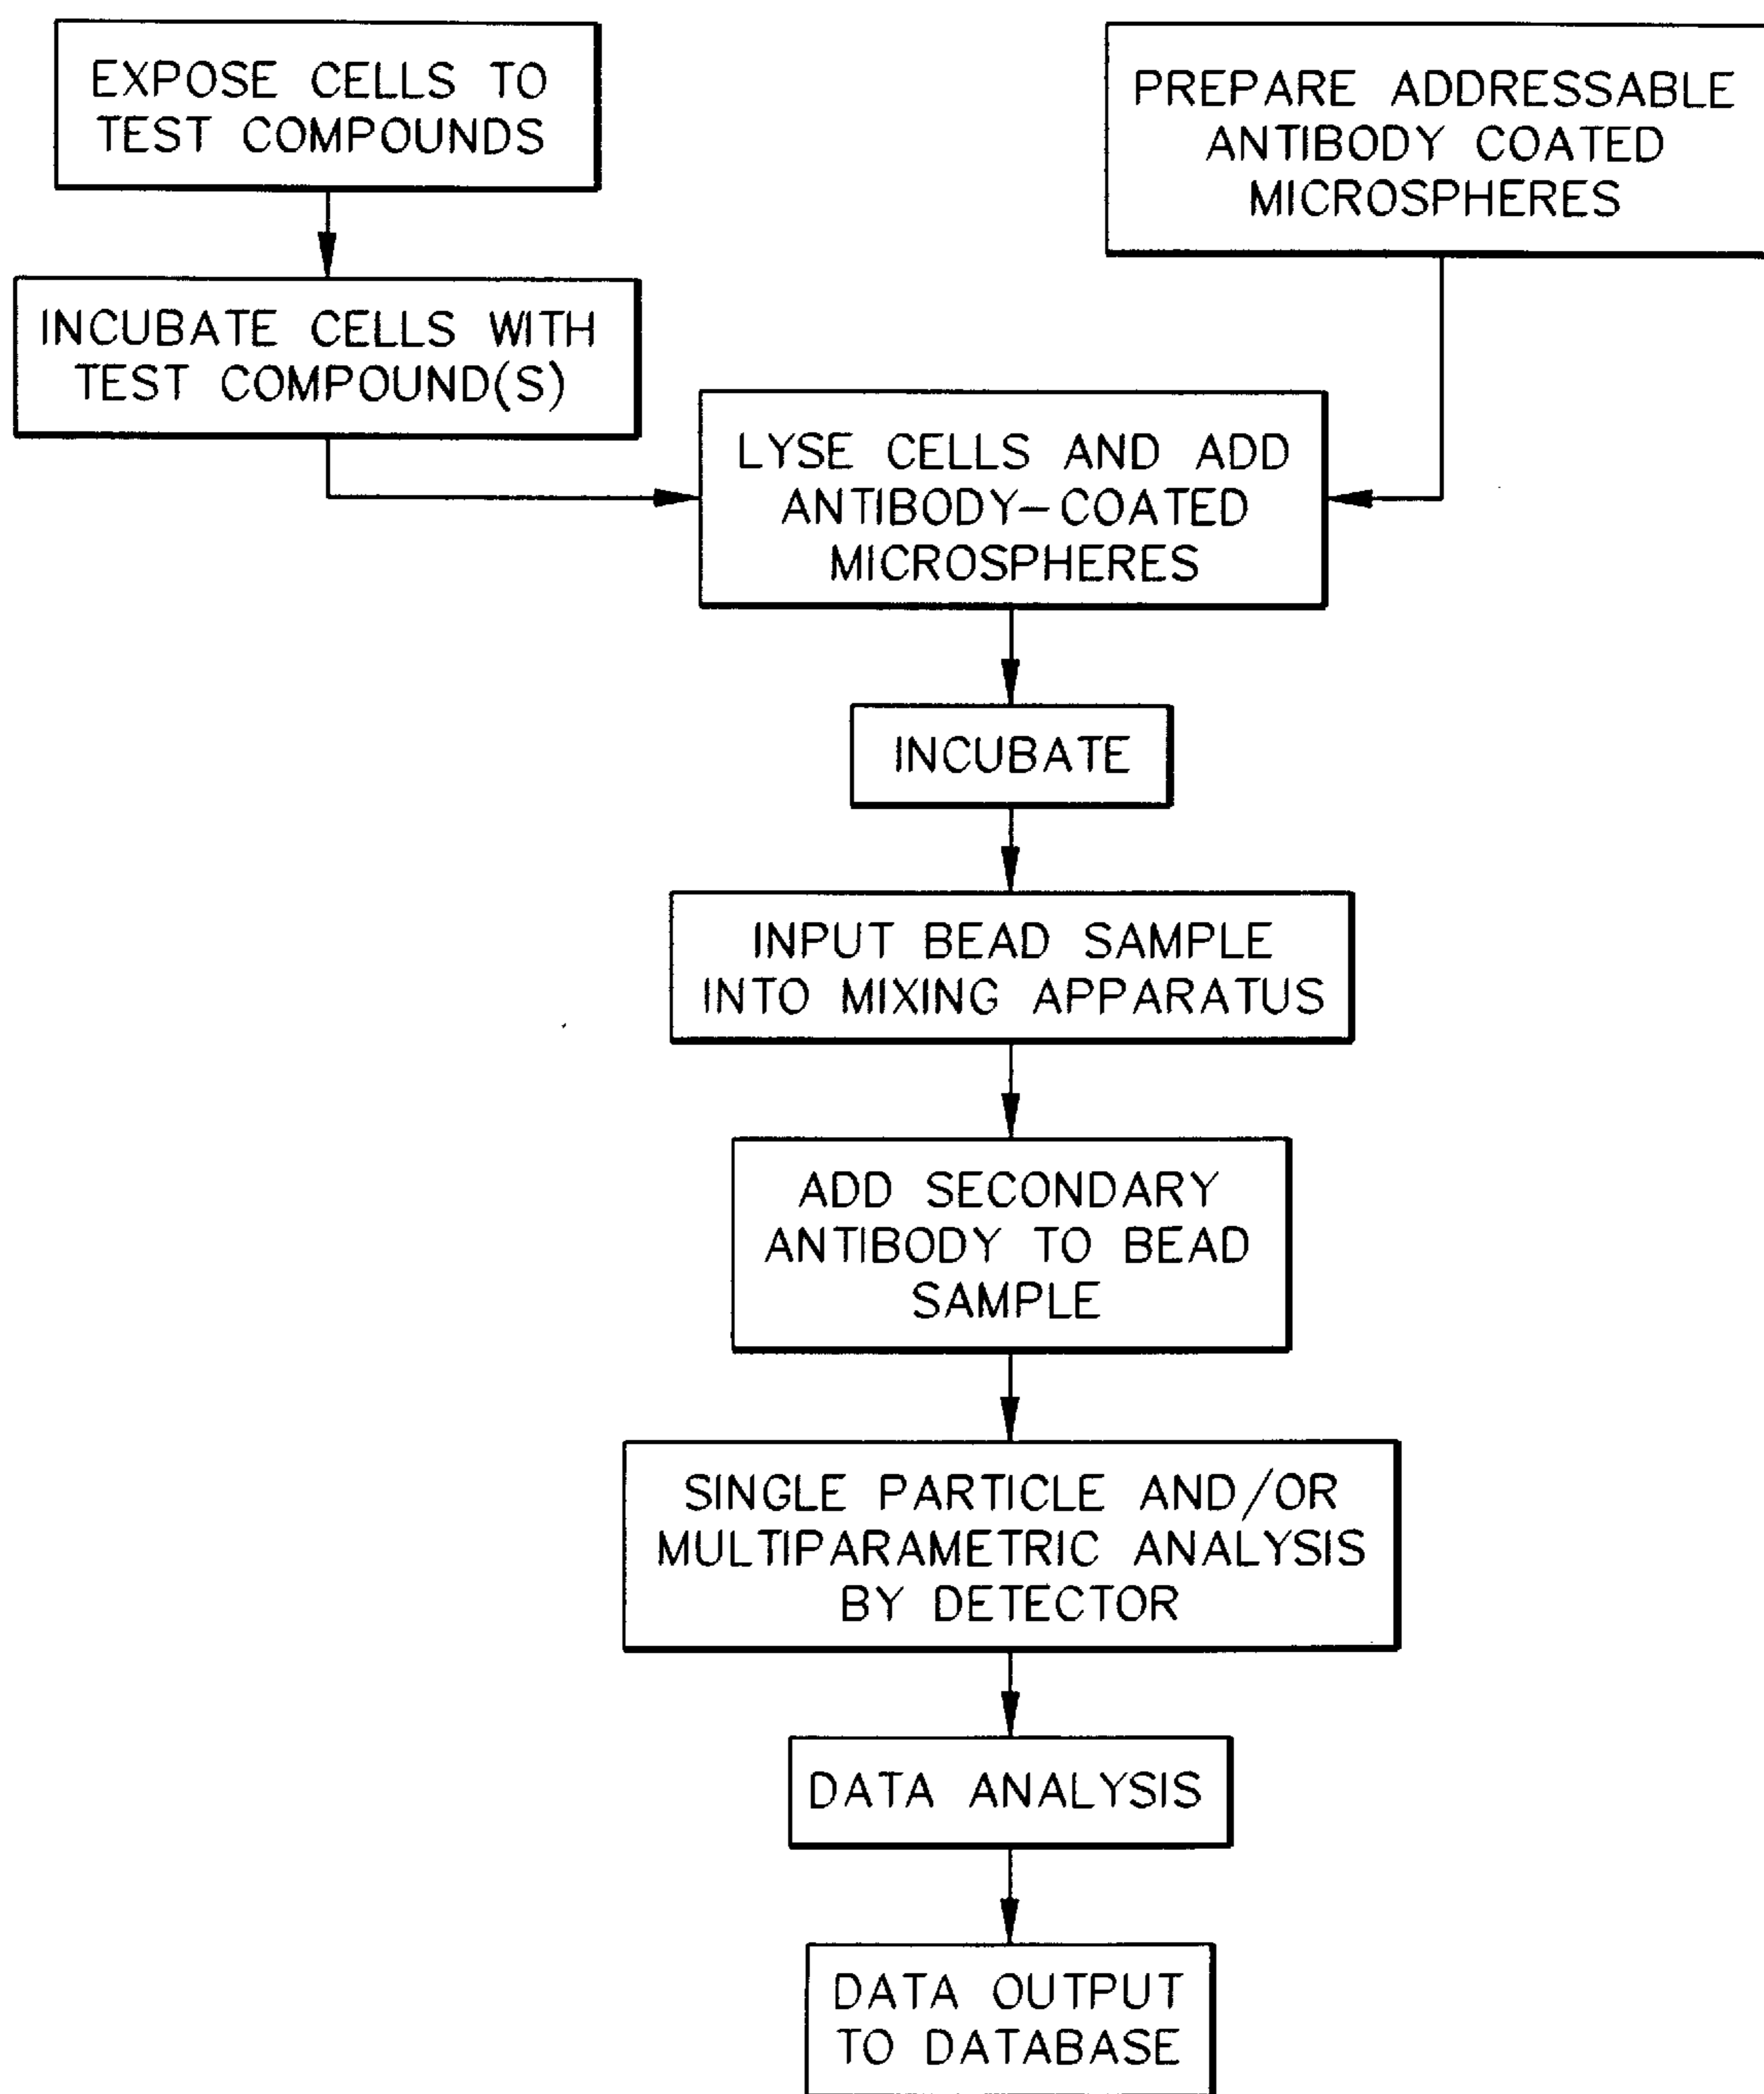 EXPOSE CELLS TO
TEST COMPOUNDS
PREPARE ADDRESSABLE
ANTIBODY COATED
MICROSPHERES
INCUBATE CELLS WITH
TEST COMPOUND(S)
LYSE CELLS AND ADD
ANTIBODY-COATED
MICROSPHERES
INCUBATE
INPUT BEAD SAMPLE
INTO MIXING APPARATUS
ADD SECONDARY
ANTIBODY TO BEAD
SAMPLE
SINGLE PARTICLE AND/OR
MULTIPARAMETRIC ANALYSIS
BY DETECTOR
DATA ANALYSIS
DATA OUTPUT
TO DATABASE